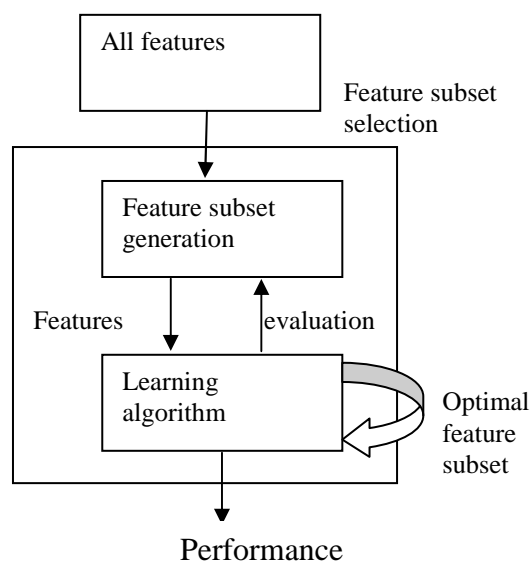 All features
Feature subset
selection
Feature subset
generation
Features
evaluation
Learning
algorithm
Optimal
feature
subset
Performance